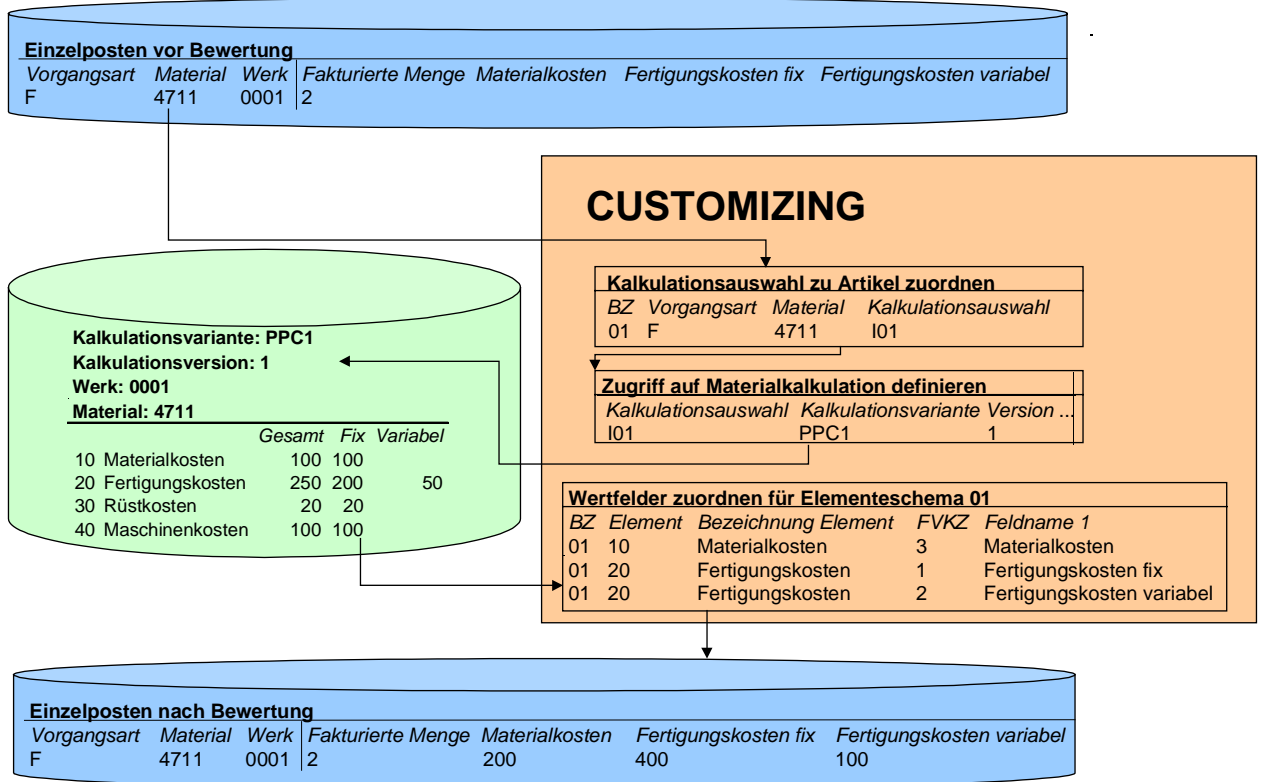 Einzelposten vor Bewertung
Vorgangsart Material Werk Fakturierte Menge Materialkosten Fertigungskosten fix Fertigungskosten variabel
F 4711 0001 2
CUSTOMIZING
Kalkulationsauswahl zu Artikel zuordnen
BZ Vorgangsart Material Kalkulationsauswahl
01 F 4711 I01
Zugriff auf Materialkalkulation definieren
Kalkulationsauswahl Kalkulationsvariante Version ...
I01 PPC1 1
Kalkulationsvariante: PPC1
Kalkulationsversion: 1
Werk: 0001
Material: 4711
Gesamt Fix Variabel
10 Materialkosten 100 100
20 Fertigungskosten 250 200 50
30 Rüstkosten 20 20
40 Maschinenkosten 100 100
Wertfelder zuordnen für Elementeschema 01
BZ Element Bezeichnung Element FVKZ Feldname 1
01 10 Materialkosten 3 Materialkosten
01 20 Fertigungskosten 1 Fertigungskosten fix
01 20 Fertigungskosten 2 Fertigungskosten variabel
Einzelposten nach Bewertung
Vorgangsart Material Werk Fakturierte Menge Materialkosten Fertigungskosten fix Fertigungskosten variabel
F 4711 0001 2 200 400 100